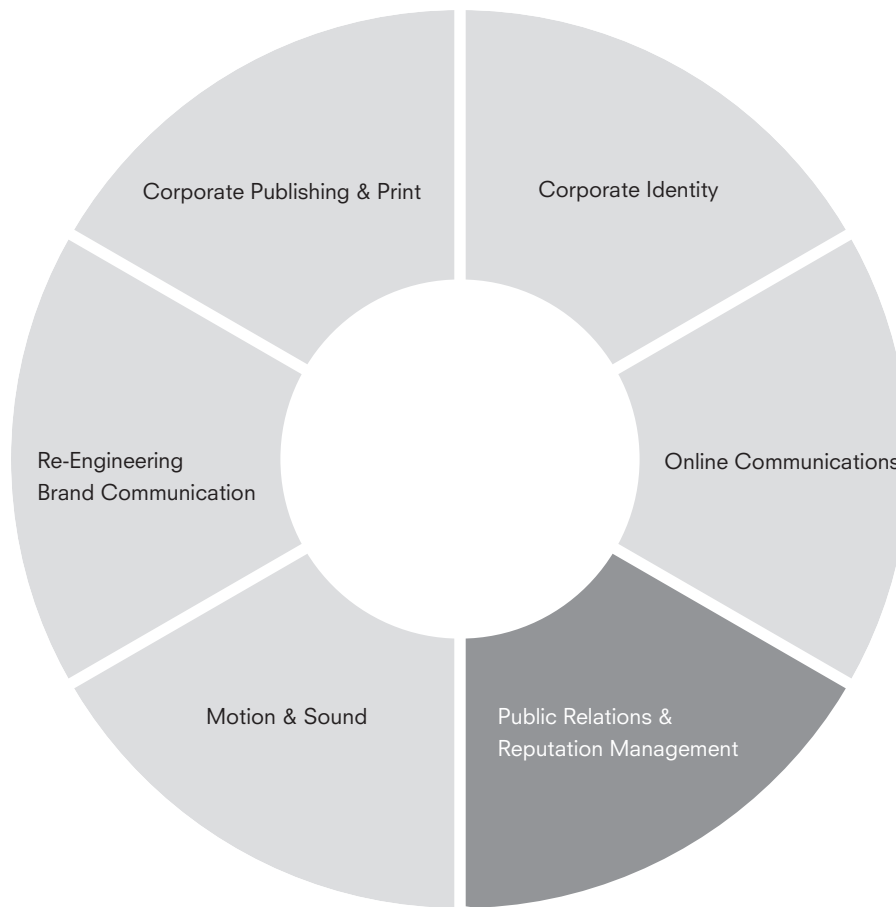 Corporate Publishing & Print
Corporate Identity
Re-Engineering
Brand Communication
Online Communications
Motion & Sound
Public Relations &
Reputation Management